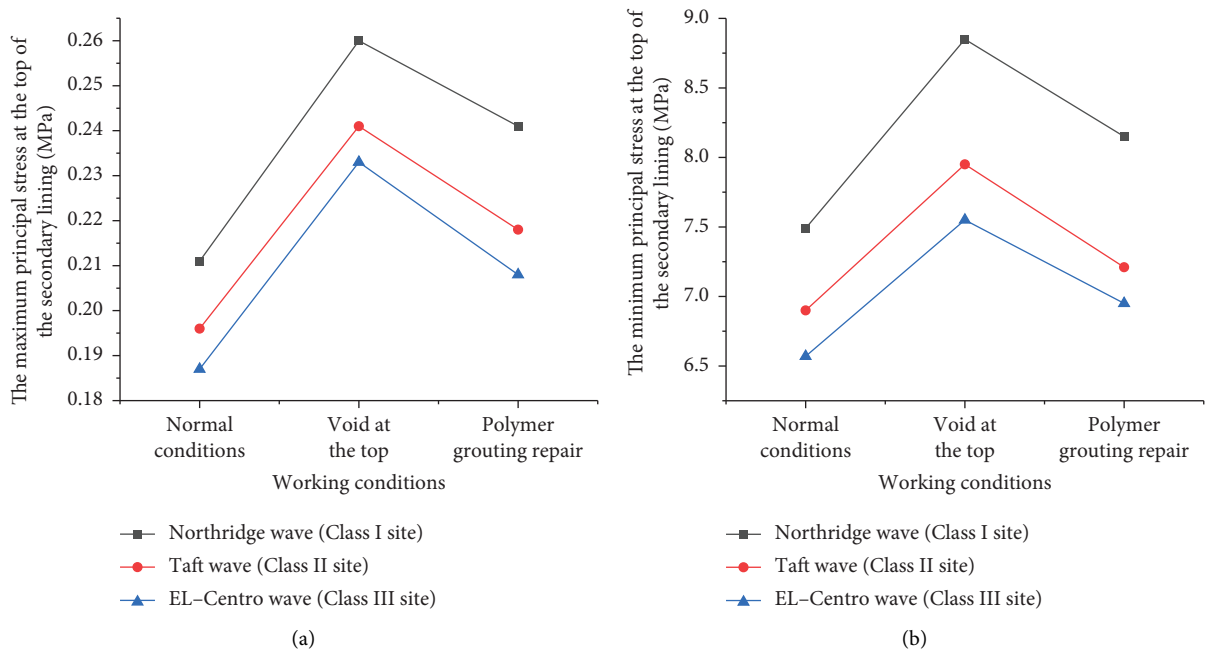 The maximum principal stress at the top of
the secondary lining (MPa)
0.26
0.25
0.24
0.23
0.22
0.21
0.20
0.19
0.18
Normal
conditions
Void at
the top
Polymer
grouting repair
Working conditions
Northridge wave (Class I site)
Taft wave (Class II site)
EL–Centro wave (Class III site)
(a)
The minimum principal stress at the top of
the secondary lining (MPa)
9.0
8.5
8.0
7.5
7.0
6.5
Normal
conditions
Void at
the top
Polymer
grouting repair
Working conditions
Northridge wave (Class I site)
Taft wave (Class II site)
EL–Centro wave (Class III site)
(b)